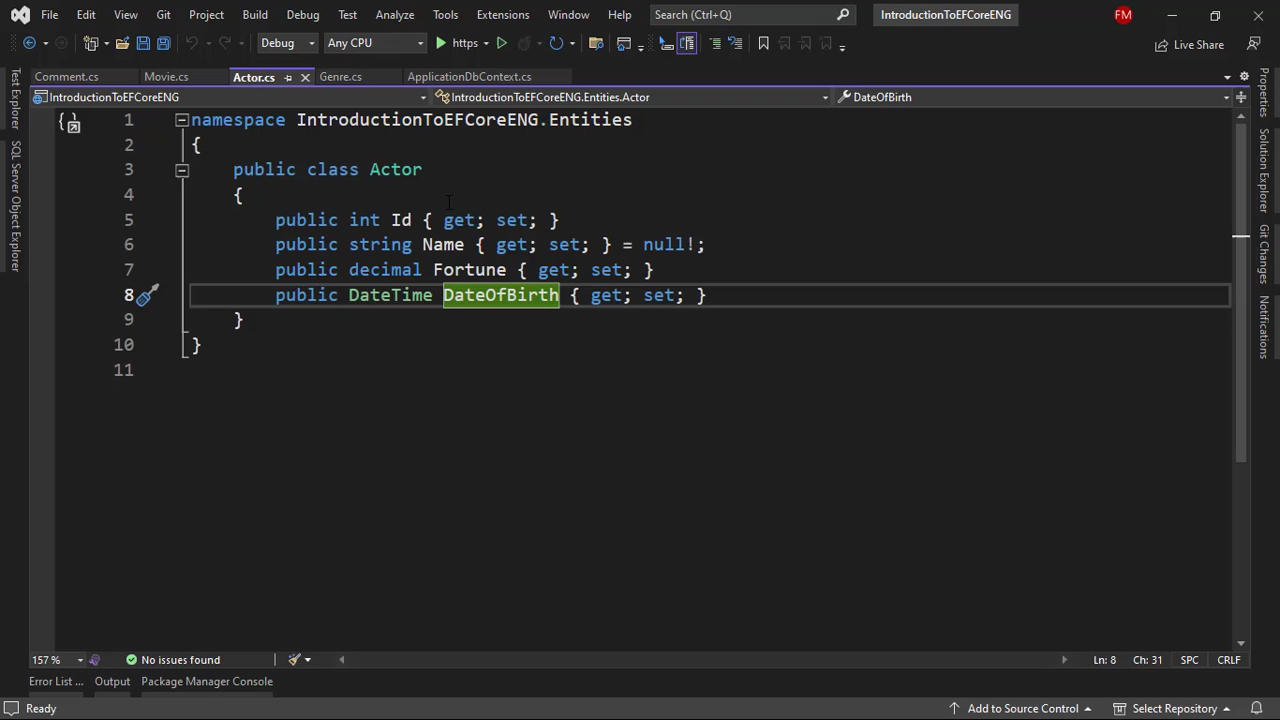 File Edit View Git Project Build Debug Test Analyze Tools Extensions Window Help Search (Ctrl+Q) IntroductionToEFCoreENG FM
Debug Any CPU https Live Share
Comment.cs Movie.cs Actor.cs Genre.cs ApplicationDbContext.cs
IntroductionToEFCoreENG IntroductionToEFCoreENG.Entities.Actor DateOfBirth
1 namespace IntroductionToEFCoreENG.Entities
2 {
3 public class Actor
4 {
5 public int Id { get; set; }
6 public string Name { get; set; } = null!;
7 public decimal Fortune { get; set; }
8 public DateTime DateOfBirth { get; set; }
9 }
10 }
11
Test Explorer
SQL Server Object Explorer
Properties
Solution Explorer
Git Changes
Notifications
157 % No issues found Ln: 8 Ch: 31 SPC CRLF
Error List ... Output Package Manager Console
Ready Add to Source Control Select Repository